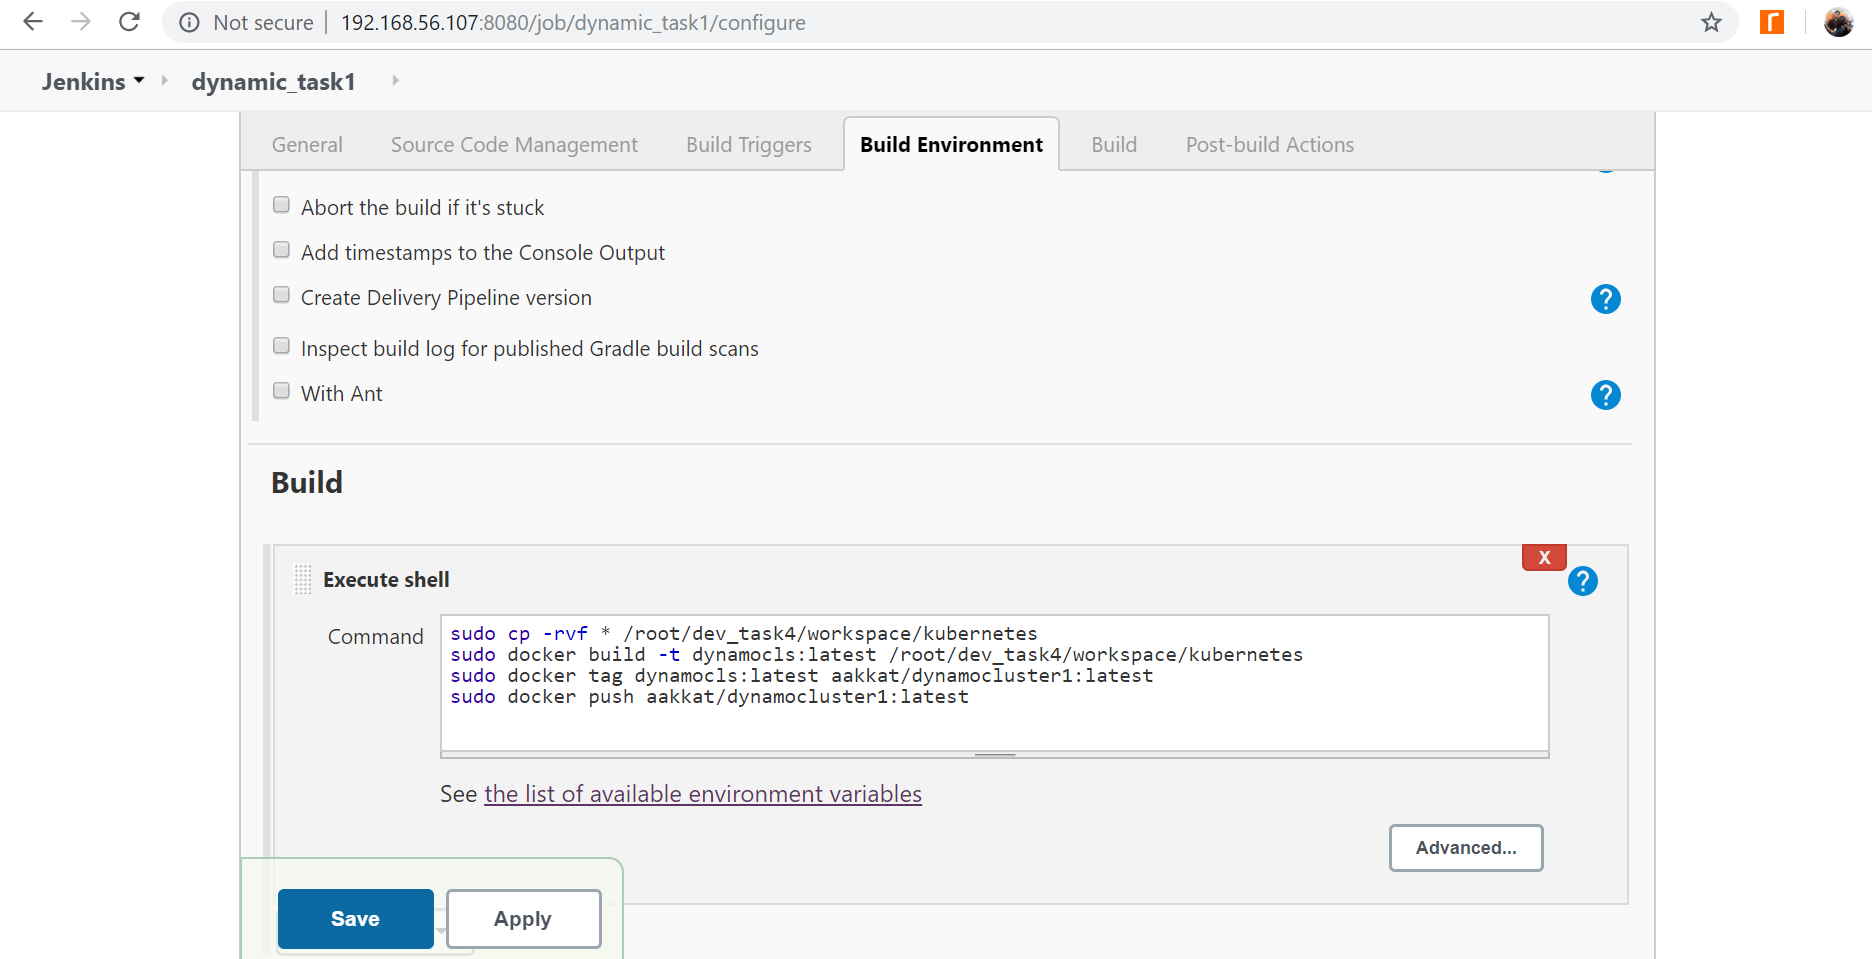 Not secure | 192.168.56.107:8080/job/dynamic_task1/configure
Jenkins dynamic_task1
General Source Code Management Build Triggers Build Environment Build Post-build Actions
Abort the build if it's stuck
Add timestamps to the Console Output
Create Delivery Pipeline version
?
Inspect build log for published Gradle build scans
With Ant
?
Build
X
Execute shell
?
Command
sudo cp -rvf * /root/dev_task4/workspace/kubernetes
sudo docker build -t dynamocls:latest /root/dev_task4/workspace/kubernetes
sudo docker tag dynamocls:latest aakkat/dynamocluster1:latest
sudo docker push aakkat/dynamocluster1:latest
See the list of available environment variables
Advanced...
Save Apply